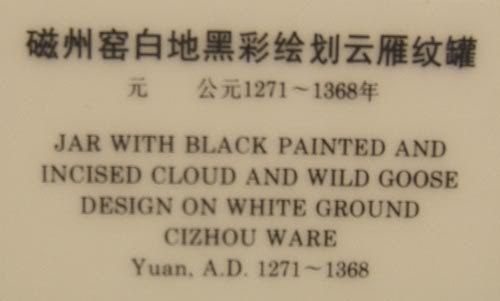 磁州窑白地黑彩绘划云雁纹罐
元 公元1271～1368年
JAR WITH BLACK PAINTED AND
INCISED CLOUD AND WILD GOOSE
DESIGN ON WHITE GROUND
CIZHOU WARE
Yuan, A.D. 1271～1368